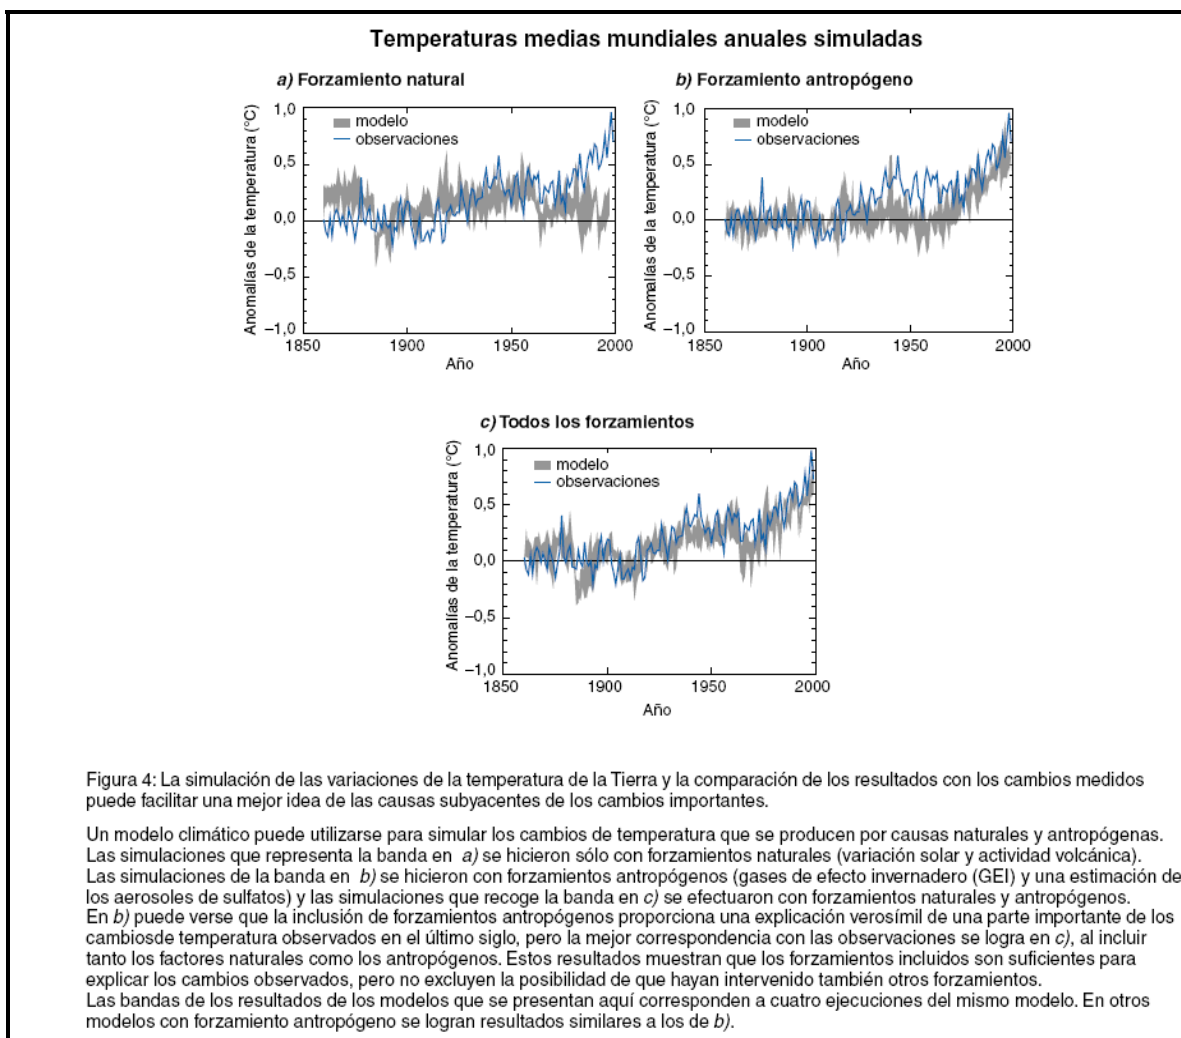 Temperaturas medias mundiales anuales simuladas
a) Forzamiento natural
Anomalías de la temperatura (°C)
1,0
0,5
0,0
−0,5
−1,0
modelo
observaciones
1850 1900 1950 2000
Año
b) Forzamiento antropógeno
Anomalías de la temperatura (°C)
1,0
0,5
0,0
−0,5
−1,0
modelo
observaciones
1850 1900 1950 2000
Año
c) Todos los forzamientos
Anomalías de la temperatura (°C)
1,0
0,5
0,0
−0,5
−1,0
modelo
observaciones
1850 1900 1950 2000
Año
Figura 4: La simulación de las variaciones de la temperatura de la Tierra y la comparación de los resultados con los cambios medidos
puede facilitar una mejor idea de las causas subyacentes de los cambios importantes.
Un modelo climático puede utilizarse para simular los cambios de temperatura que se producen por causas naturales y antropógenas.
Las simulaciones que representa la banda en a) se hicieron sólo con forzamientos naturales (variación solar y actividad volcánica).
Las simulaciones de la banda en b) se hicieron con forzamientos antropógenos (gases de efecto invernadero (GEI) y una estimación de
los aerosoles de sulfatos) y las simulaciones que recoge la banda en c) se efectuaron con forzamientos naturales y antropógenos.
En b) puede verse que la inclusión de forzamientos antropógenos proporciona una explicación verosímil de una parte importante de los
cambiosde temperatura observados en el último siglo, pero la mejor correspondencia con las observaciones se logra en c), al incluir
tanto los factores naturales como los antropógenos. Estos resultados muestran que los forzamientos incluidos son suficientes para
explicar los cambios observados, pero no excluyen la posibilidad de que hayan intervenido también otros forzamientos.
Las bandas de los resultados de los modelos que se presentan aquí corresponden a cuatro ejecuciones del mismo modelo. En otros
modelos con forzamiento antropógeno se logran resultados similares a los de b).